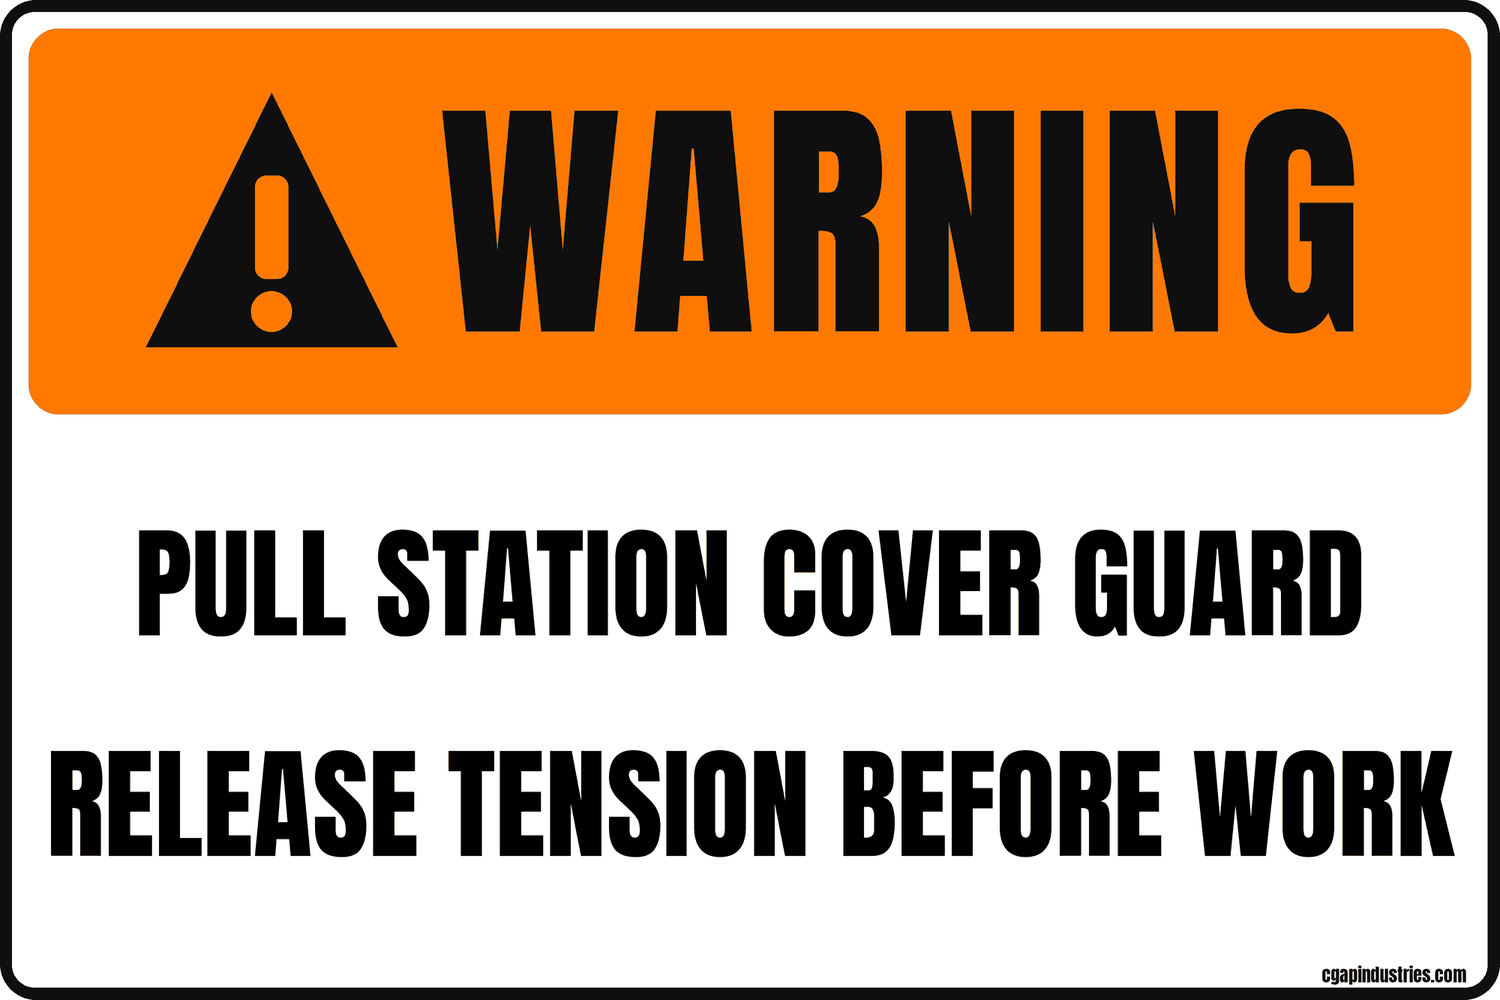 WARNING
PULL STATION COVER GUARD
RELEASE TENSION BEFORE WORK
cgapindustries.com